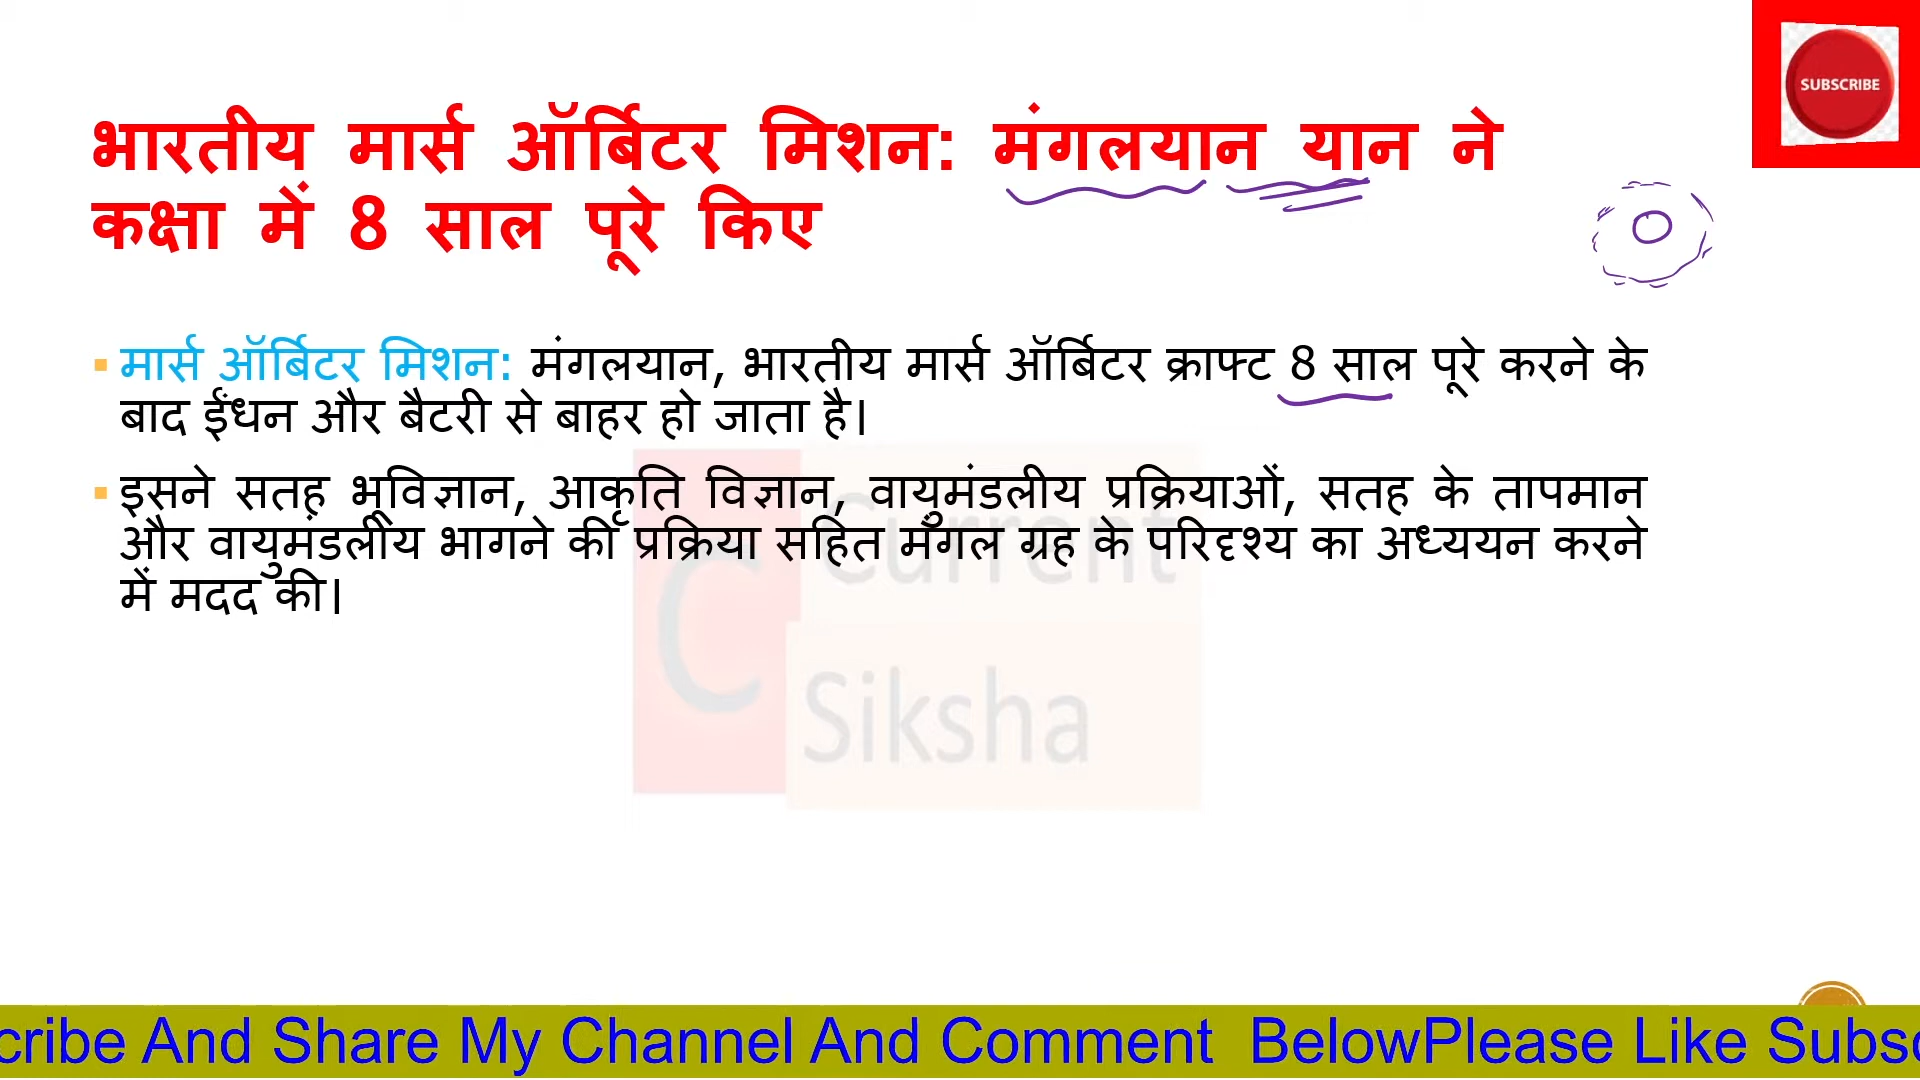 SUBSCRIBE
भारतीय मार्स ऑर्बिटर मिशन: मंगलयान यान ने
कक्षा में 8 साल पूरे किए
मार्स ऑर्बिटर मिशन: मंगलयान, भारतीय मार्स ऑर्बिटर क्राफ्ट 8 साल पूरे करने के
बाद ईंधन और बैटरी से बाहर हो जाता है।
इसने सतह भूविज्ञान, आकृति विज्ञान, वायुमंडलीय प्रक्रियाओं, सतह के तापमान
और वायुमंडलीय भागने की प्रक्रिया सहित मंगल ग्रह के परिदृश्य का अध्ययन करने
में मदद की।
C
Current
Siksha
cribe And Share My Channel And Comment BelowPlease Like Subsc